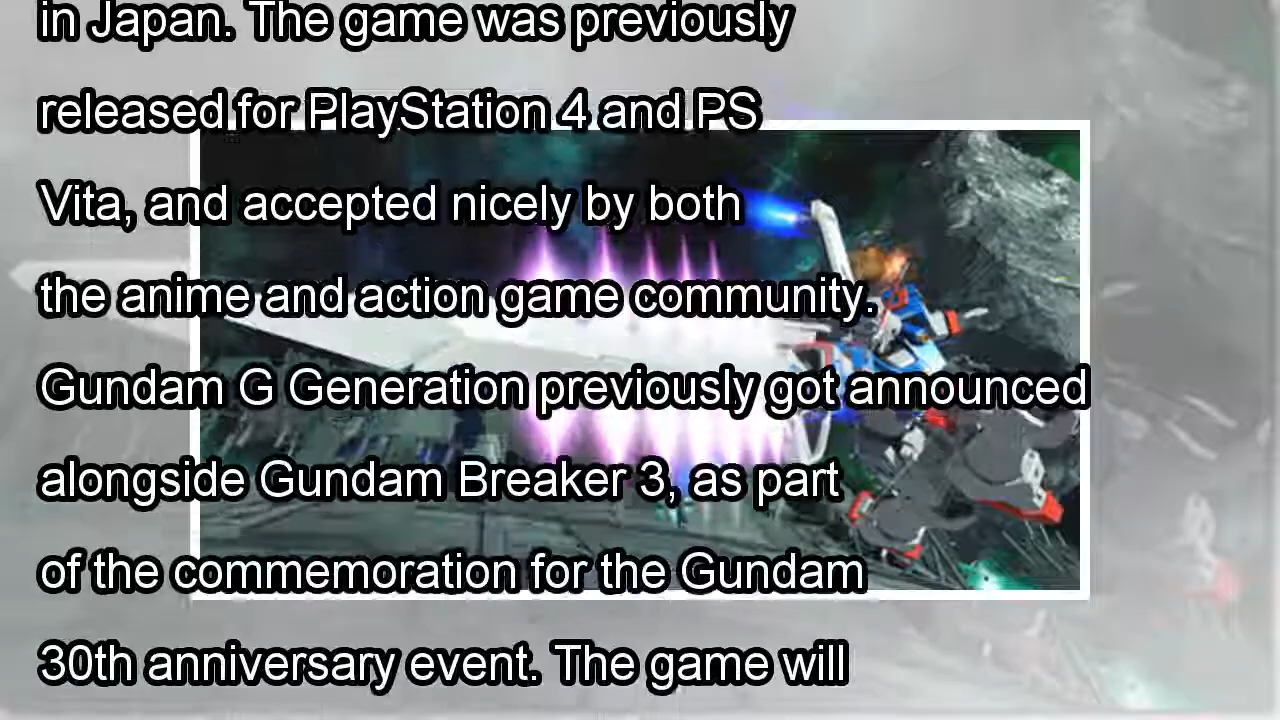 in Japan. The game was previously
released for PlayStation 4 and PS
Vita, and accepted nicely by both
the anime and action game community.
Gundam G Generation previously got announced
alongside Gundam Breaker 3, as part
of the commemoration for the Gundam
30th anniversary event. The game will